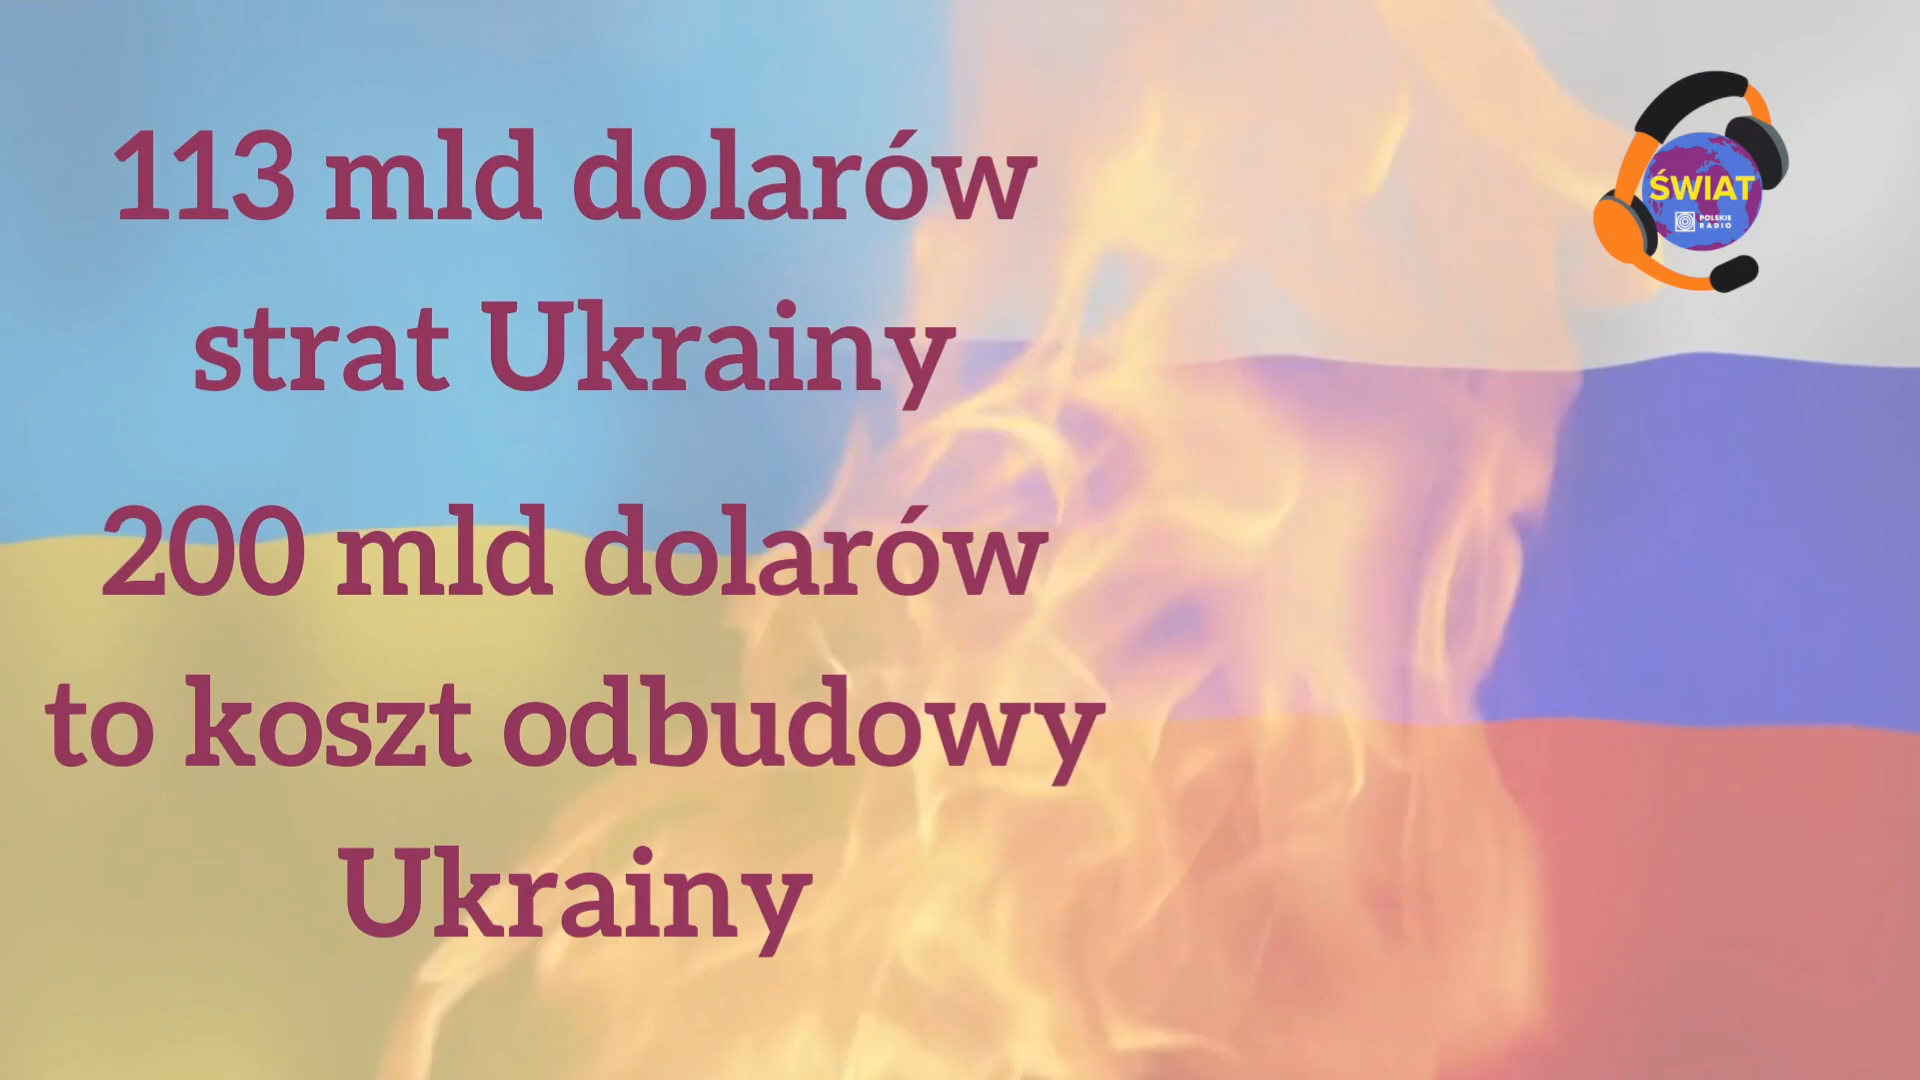 113 mld dolarów
strat Ukrainy
200 mld dolarów
to koszt odbudowy
Ukrainy
ŚWIAT
POLSKIE
RADIO